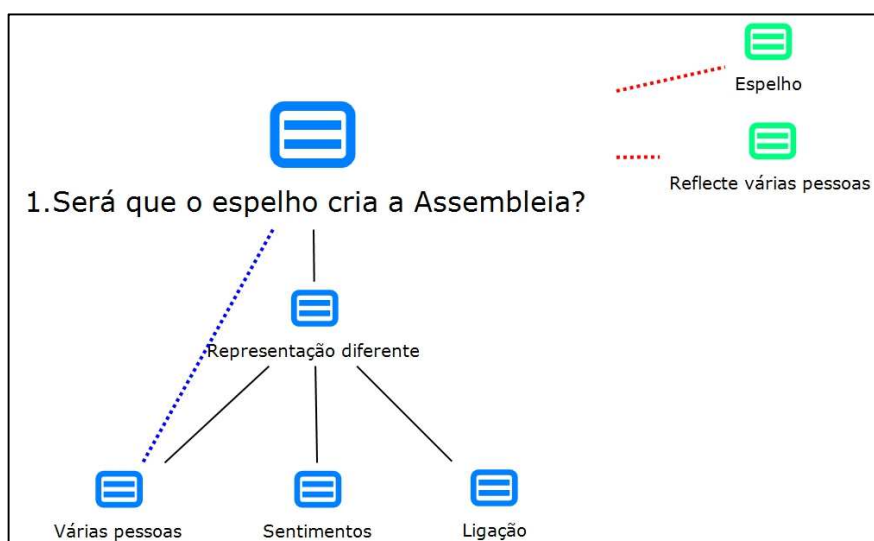 Espelho
Reflecte várias pessoas
1.Será que o espelho cria a Assembleia?
Representação diferente
Várias pessoas
Sentimentos
Ligação